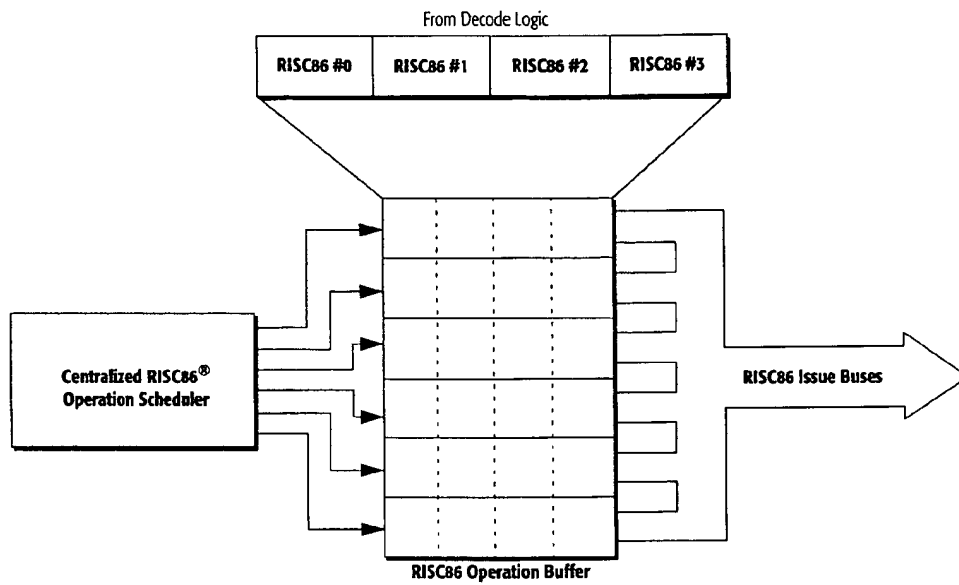 From Decode Logic
RISC86 #0 RISC86 #1 RISC86 #2 RISC86 #3
Centralized RISC86®
Operation Scheduler
RISC86 Issue Buses
RISC86 Operation Buffer